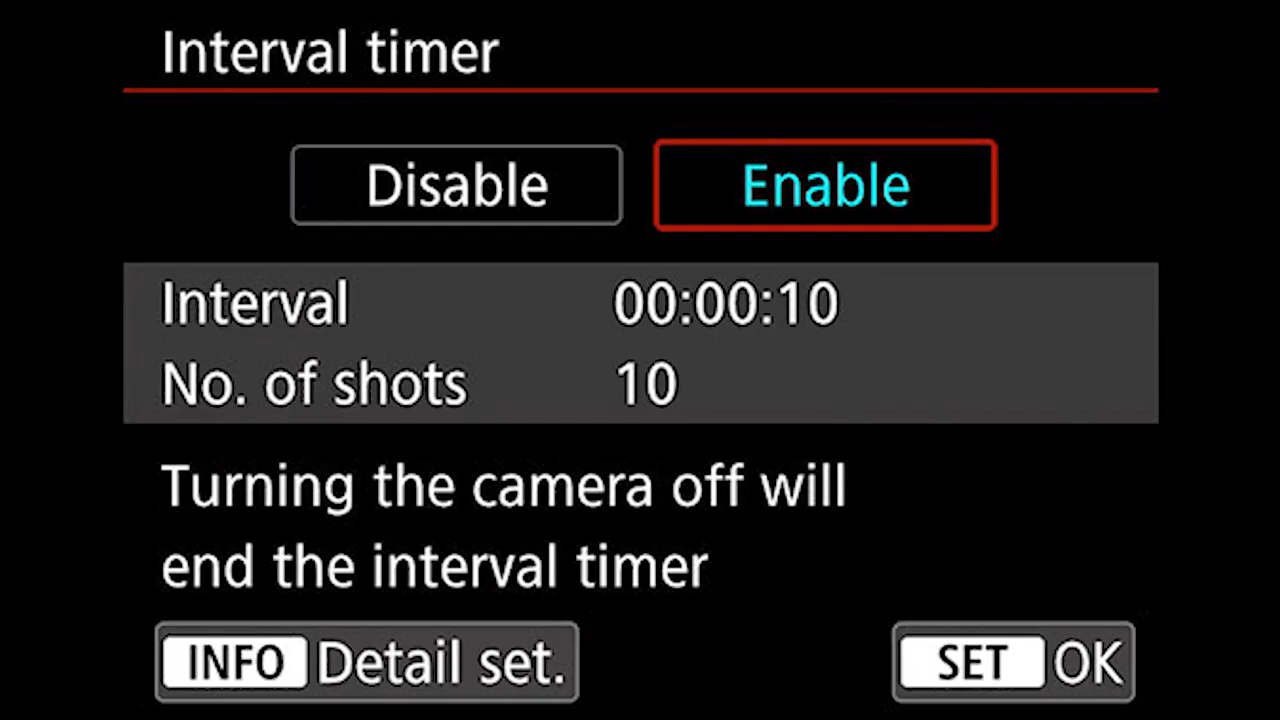 Interval timer
Disable Enable
Interval 00:00:10
No. of shots 10
Turning the camera off will
end the interval timer
INFO Detail set. SET OK